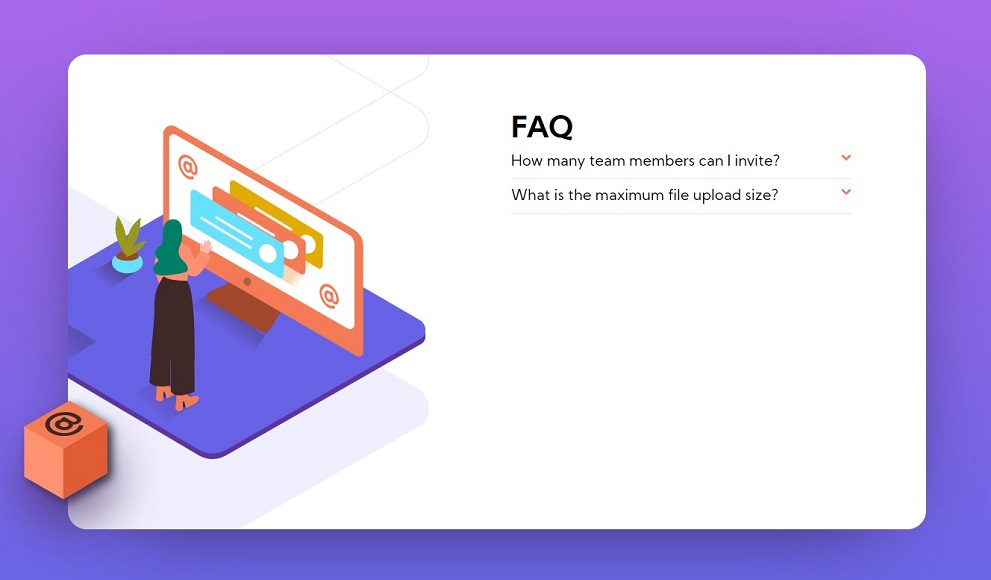 @
FAQ
How many team members can I invite?
What is the maximum file upload size?
@
@